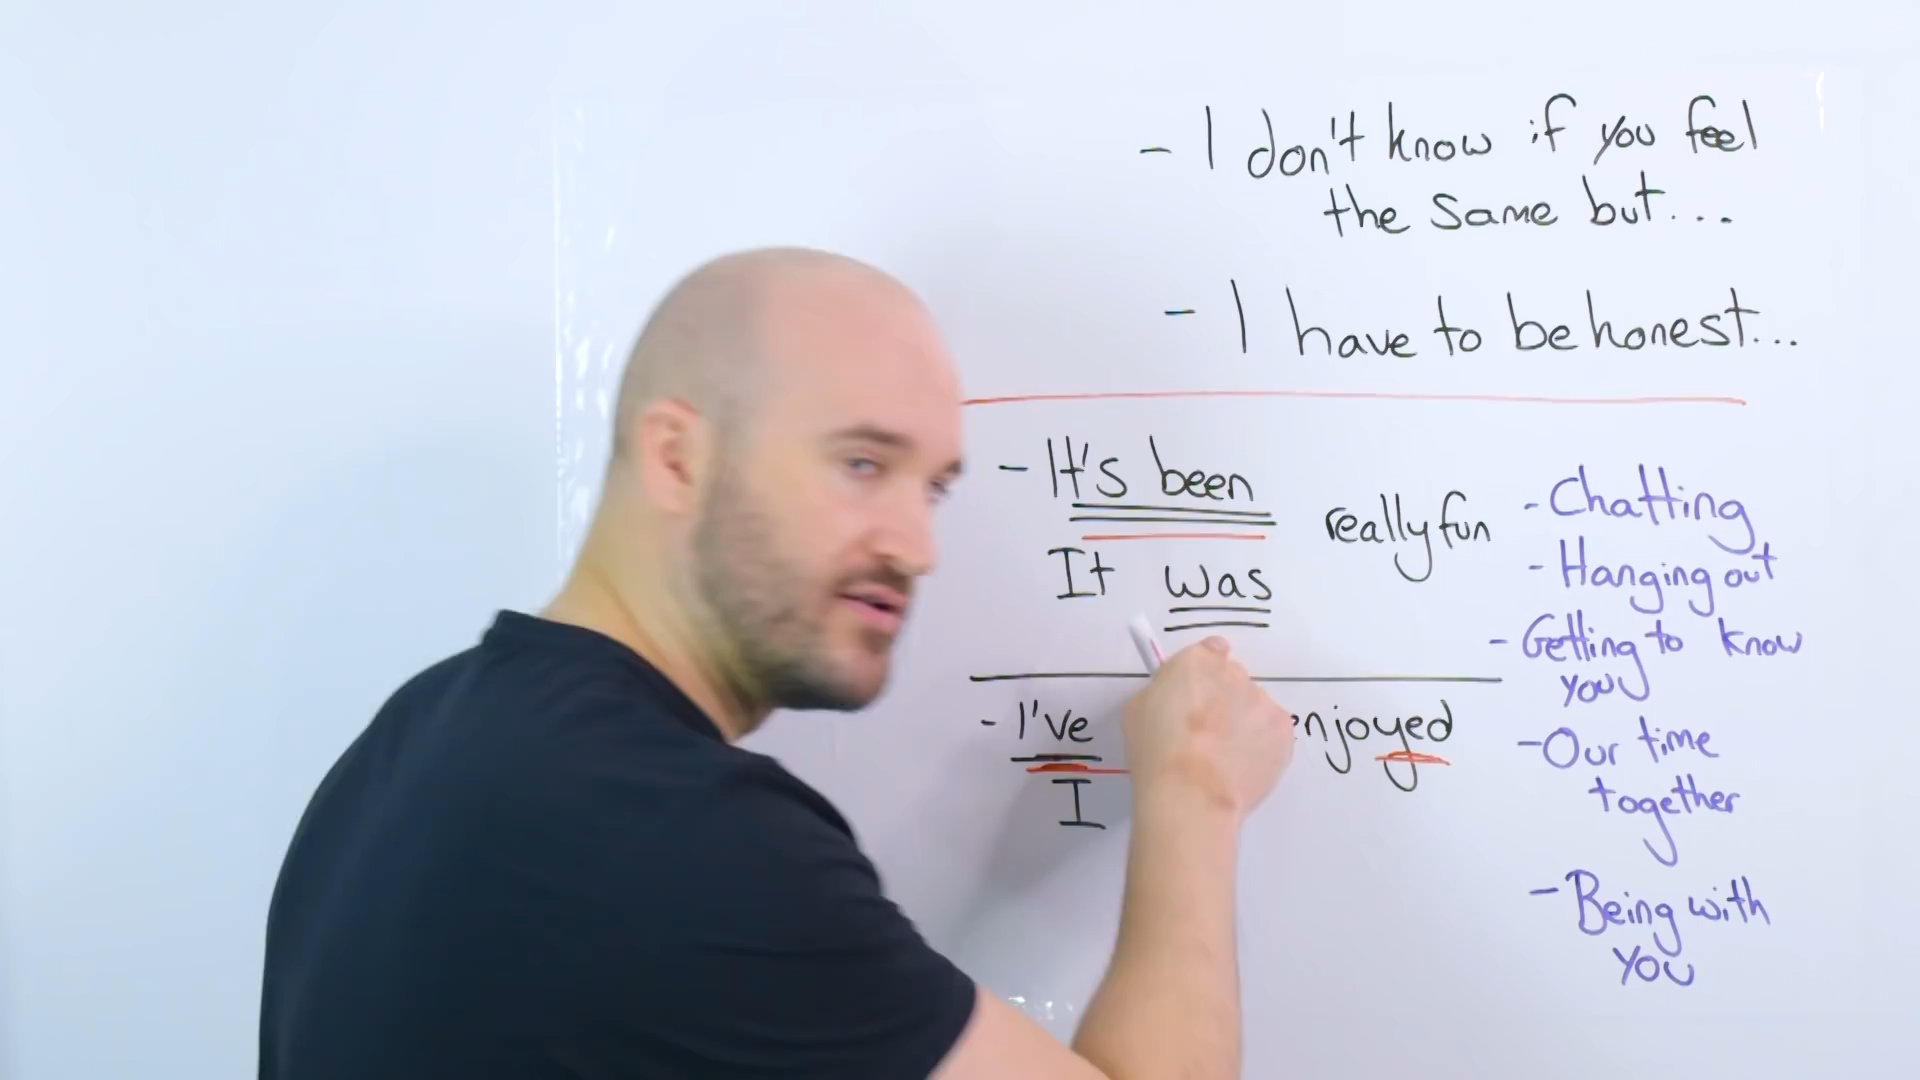 - I don't know if you feel
the same but....
- I have to be honest...
- It's been
really fun
It was
- I've
enjoyed
I
- Chatting
- Hanging out
- Getting to know
you
- Our time
together
- Being with
you